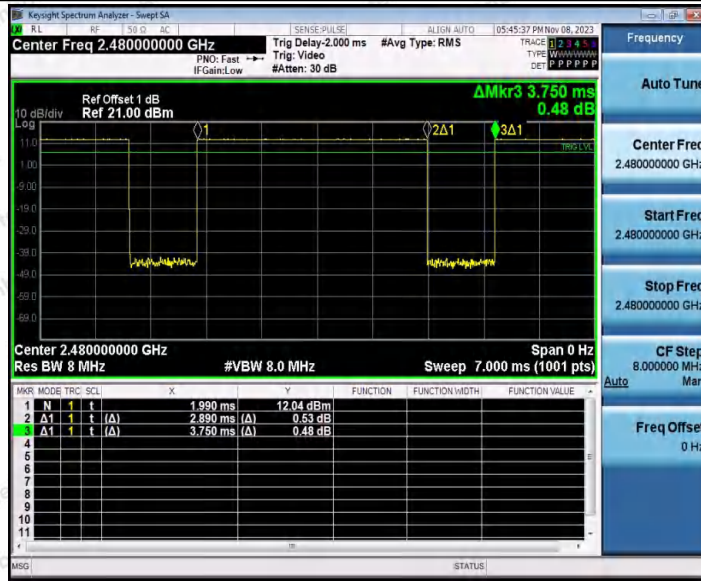 Keysight Spectrum Analyzer - Swept SA
RL RF 50 Ω AC SENSE:PULSE ALIGN AUTO 05:45:37 PM Nov 08, 2023
Center Freq 2.480000000 GHz
PNO: Fast
IFGain:Low
Trig Delay-2.000 ms
Trig: Video
#Atten: 30 dB
#Avg Type: RMS
TRACE 1 2 3 4 5 6
TYPE WWWWWW
DET P P P P P P
ΔMkr3 3.750 ms
0.48 dB
Ref Offset 1 dB
10 dB/div Ref 21.00 dBm
Log
1 2Δ1 3Δ1
11.0
TRIG LVL
1.00
-9.00
-19.0
-29.0
-39.0
-49.0
-59.0
-69.0
Center 2.480000000 GHz Span 0 Hz
Res BW 8 MHz #VBW 8.0 MHz Sweep 7.000 ms (1001 pts)
MKR MODE TRC SCL X Y FUNCTION FUNCTION WIDTH FUNCTION VALUE
1 N 1 t 1.990 ms 12.04 dBm
2 Δ1 1 t (Δ) 2.890 ms (Δ) 0.53 dB
3 Δ1 1 t (Δ) 3.750 ms (Δ) 0.48 dB
4
5
6
7
8
9
10
11
MSG STATUS
Frequency
Auto Tune
Center Freq
2.480000000 GHz
Start Freq
2.480000000 GHz
Stop Freq
2.480000000 GHz
CF Step
8.000000 MHz
Auto Man
Freq Offset
0 Hz